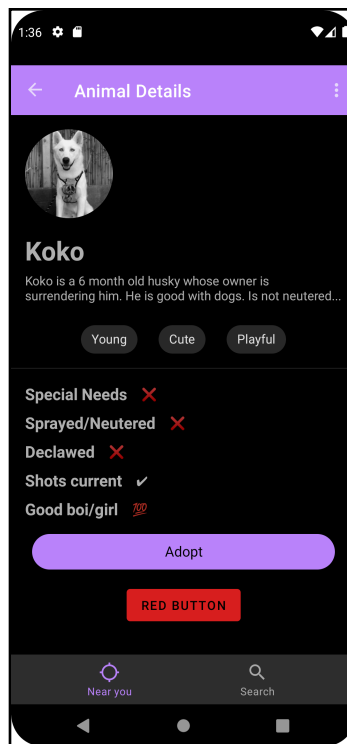 1:36
Animal Details
Koko
Koko is a 6 month old husky whose owner is
surrendering him. He is good with dogs. Is not neutered...
Young Cute Playful
Special Needs ❌
Sprayed/Neutered ❌
Declawed ❌
Shots current ✔
Good boi/girl 💯
Adopt
RED BUTTON
Near you Search